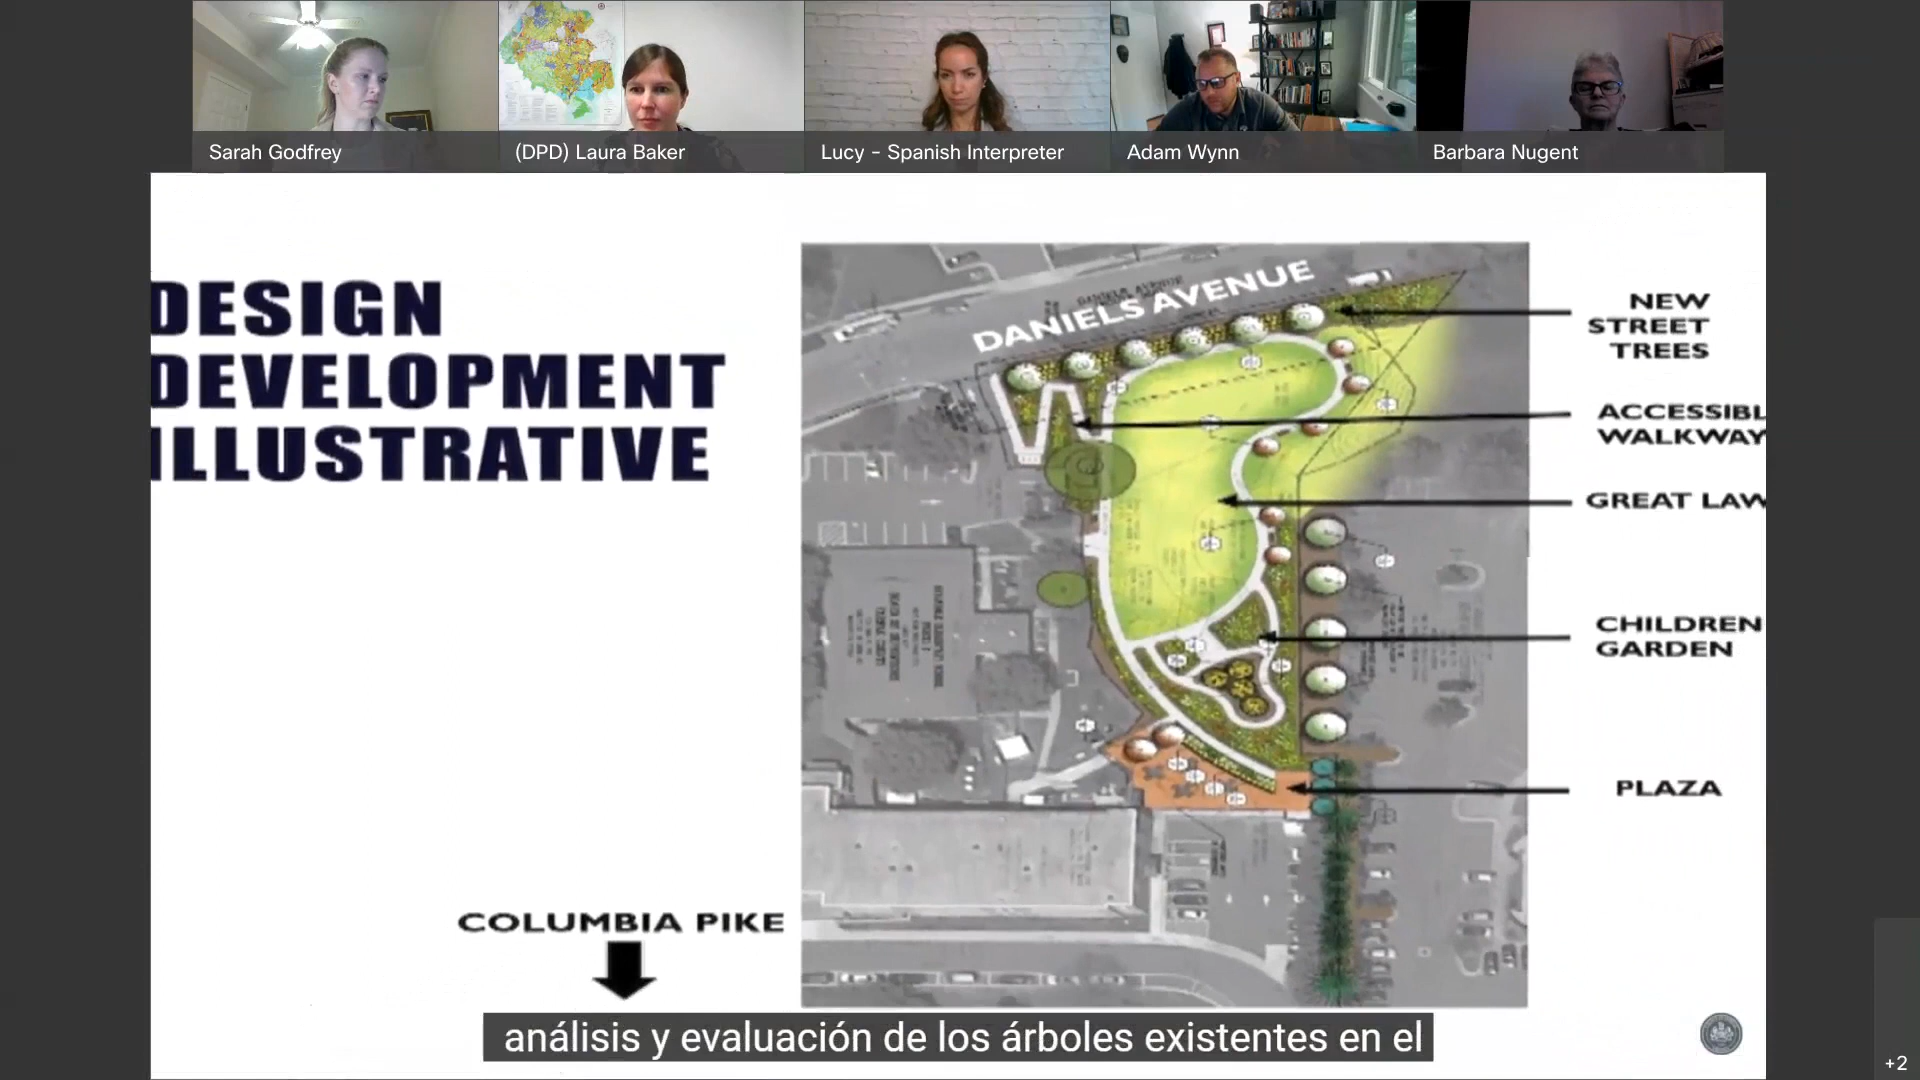 Sarah Godfrey
(DPD) Laura Baker
Lucy - Spanish Interpreter
Adam Wynn
Barbara Nugent
DESIGN
DEVELOPMENT
ILLUSTRATIVE
DANIELS AVENUE
NEW
STREET
TREES
ACCESSIBL
WALKWAY
GREAT LAW
CHILDREN
GARDEN
PLAZA
COLUMBIA PIKE
análisis y evaluación de los árboles existentes en el
+2